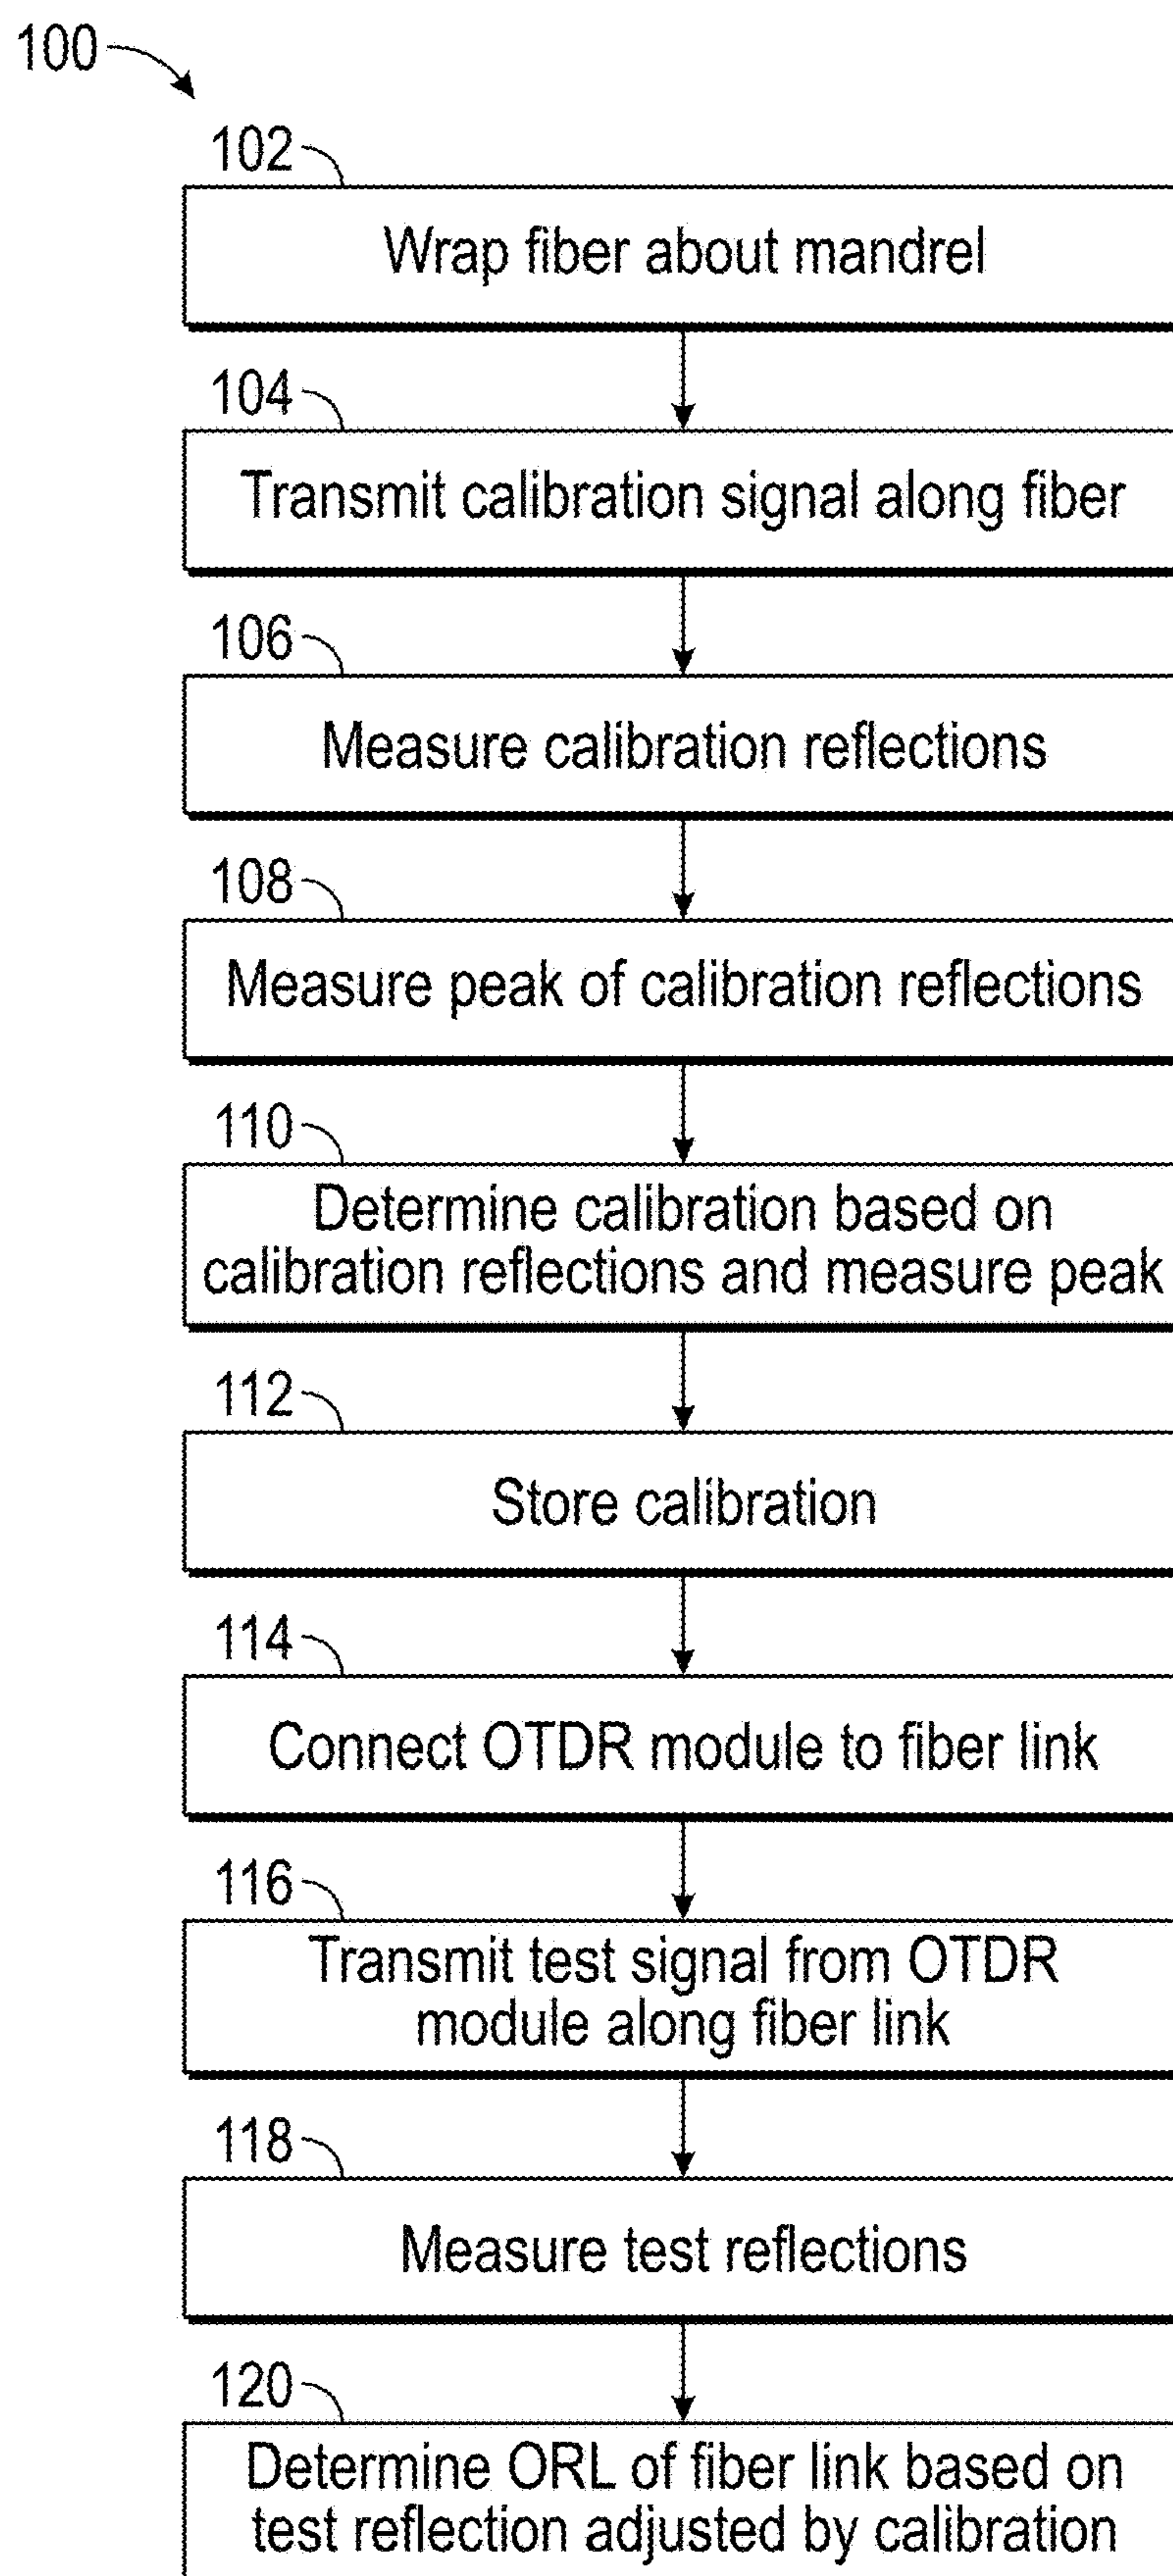 100
102
Wrap fiber about mandrel
104
Transmit calibration signal along fiber
106
Measure calibration reflections
108
Measure peak of calibration reflections
110
Determine calibration based on
calibration reflections and measure peak
112
Store calibration
114
Connect OTDR module to fiber link
116
Transmit test signal from OTDR
module along fiber link
118
Measure test reflections
120
Determine ORL of fiber link based on
test reflection adjusted by calibration